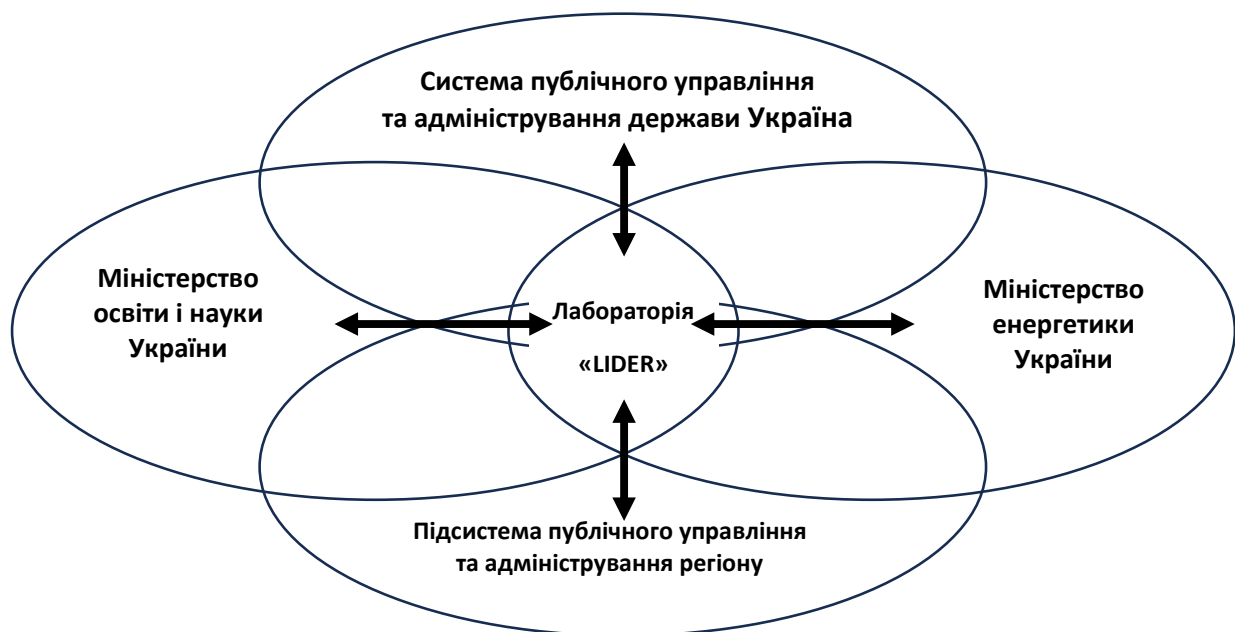 Система публічного управління
та адміністрування держави Україна
Міністерство
освіти і науки
України
Лабораторія
«LIDER»
Міністерство
енергетики
України
Підсистема публічного управління
та адміністрування регіону